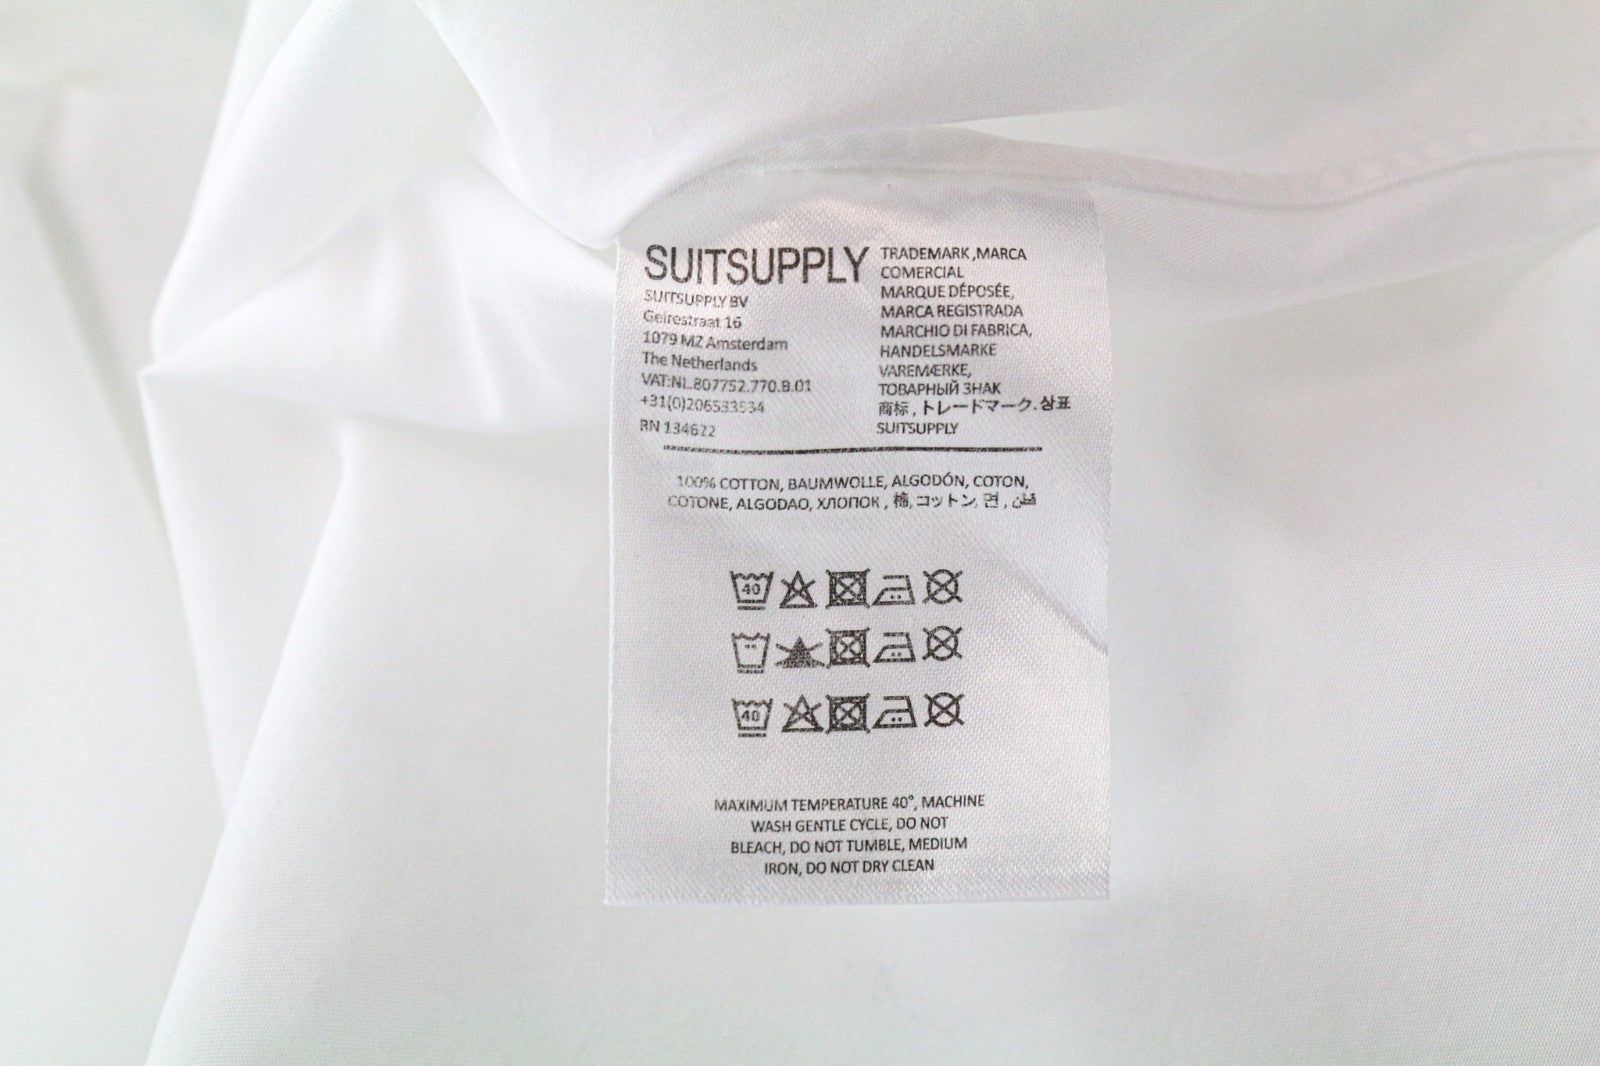 SUITSUPPLY
SUITSUPPLY BV
Geirestraat 16
1079 MZ Amsterdam
The Netherlands
VAT:NL.807752.770.B.01
+31(0)206533534
RN 134622
TRADEMARK,MARCA
COMERCIAL
MARQUE DÉPOSÉE,
MARCA REGISTRADA
MARCHIO DI FABRICA,
HANDELSMARKE
VAREMÆRKE,
ТОВАРНЫЙ ЗНАК
商标, トレードマーク. 상표
SUITSUPPLY
100% COTTON, BAUMWOLLE, ALGODÓN, COTON,
COTONE, ALGODAO, ХЛОПОК, 棉, コットン, 면, قطن
40
40
MAXIMUM TEMPERATURE 40°, MACHINE
WASH GENTLE CYCLE, DO NOT
BLEACH, DO NOT TUMBLE, MEDIUM
IRON, DO NOT DRY CLEAN